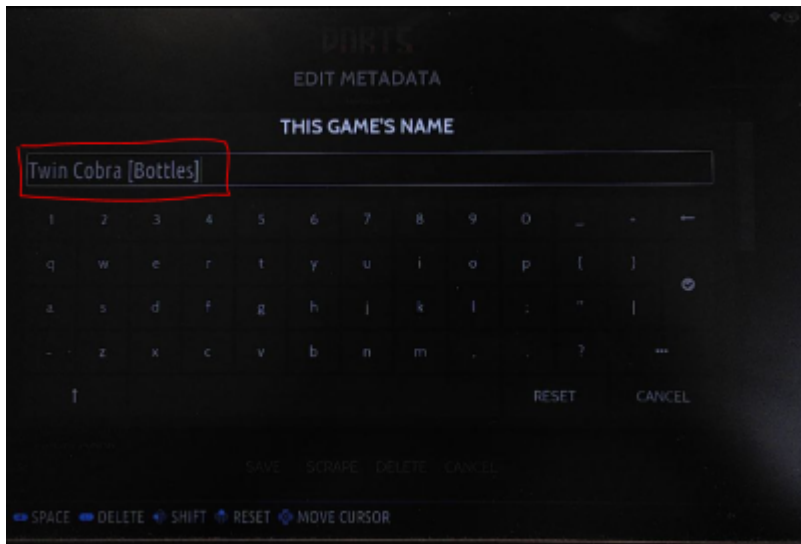 PORTS
EDIT METADATA
THIS GAME'S NAME
Twin Cobra [Bottles]
1 2 3 4 5 6 7 8 9 0 _ +
q w e r t y u i o p { }
a s d f g h j k l : " |
- z x c v b n m , . ?
RESET CANCEL
SAVE SCRAPE DELETE CANCEL
SPACE DELETE SHIFT RESET MOVE CURSOR